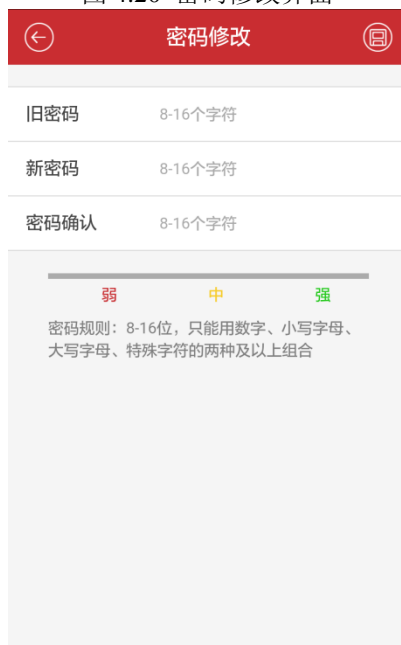 密码修改
旧密码 8-16个字符
新密码 8-16个字符
密码确认 8-16个字符
弱 中 强
密码规则：8-16位，只能用数字、小写字母、
大写字母、特殊字符的两种及以上组合